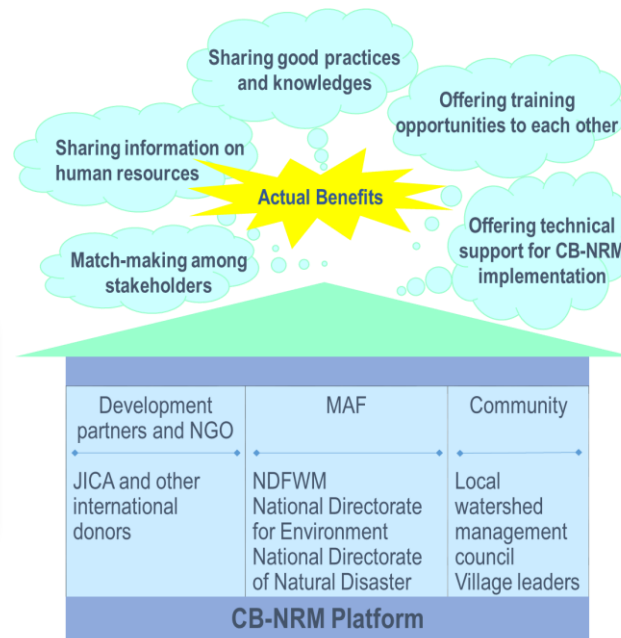 Sharing good practices
and knowledges
Offering training
opportunities to each other
Sharing information on
human resources
Actual Benefits
Offering technical
support for CB-NRM
implementation
Match-making among
stakeholders
Development
partners and NGO
JICA and other
international
donors
MAF
NDFWM
National Directorate
for Environment
National Directorate
of Natural Disaster
Community
Local
watershed
management
council
Village leaders
CB-NRM Platform